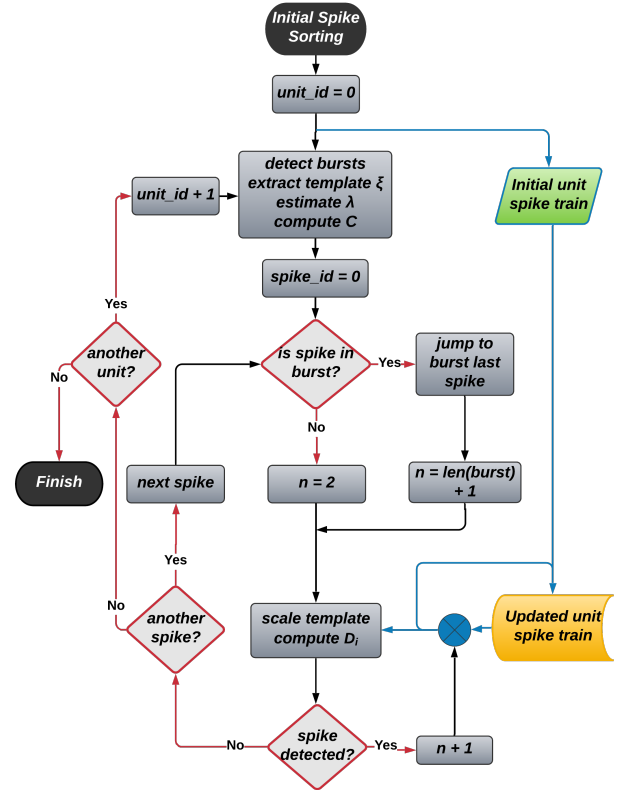 Initial Spike
Sorting
unit_id = 0
detect bursts
extract template ξ
estimate λ
compute C
unit_id + 1
Initial unit
spike train
spike_id = 0
Yes
another
unit?
is spike in
burst?
Yes
jump to
burst last
spike
No
No
Finish
next spike
n = 2
n = len(burst)
+ 1
Yes
No
another
spike?
scale template
compute Di
Updated unit
spike train
No
spike
detected?
Yes
n + 1